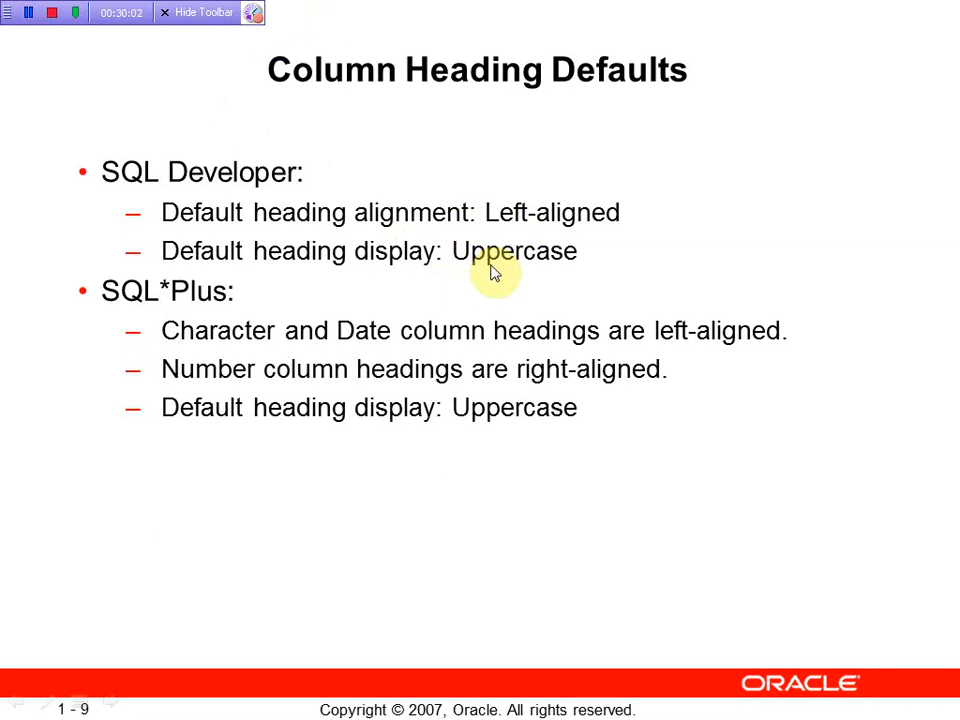 00:30:02 × Hide Toolbar
Column Heading Defaults
• SQL Developer:
– Default heading alignment: Left-aligned
– Default heading display: Uppercase
• SQL*Plus:
– Character and Date column headings are left-aligned.
– Number column headings are right-aligned.
– Default heading display: Uppercase
ORACLE
1 - 9
Copyright © 2007, Oracle. All rights reserved.